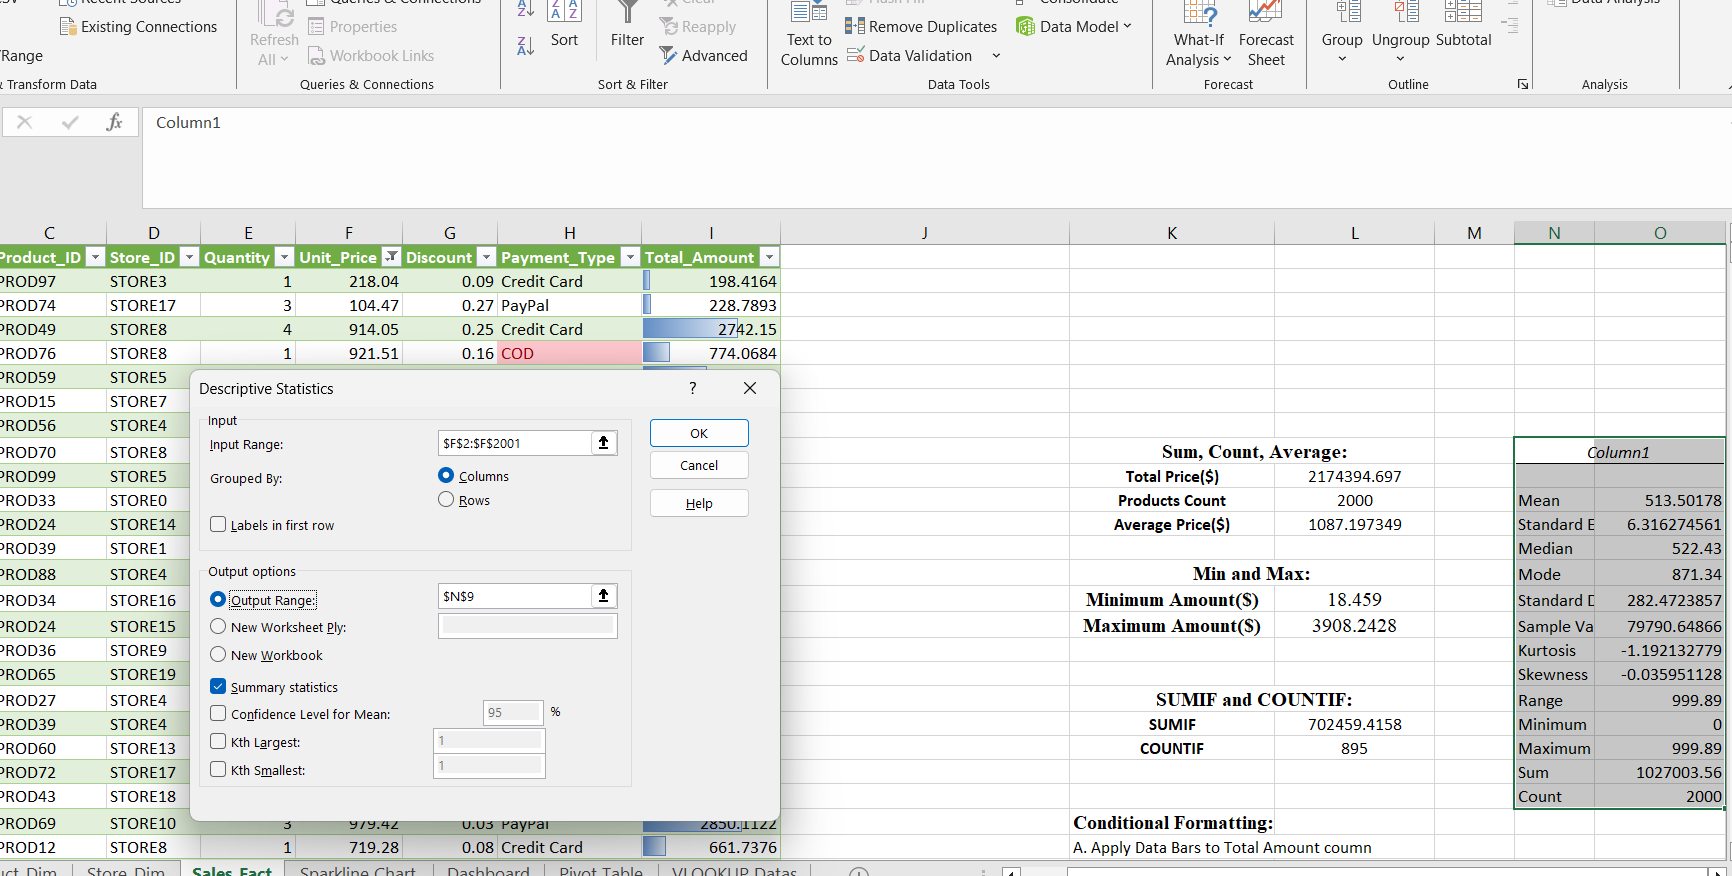 Recent Sources
Queries & Connections
Clear
Flash Fill
Consolidate
Data Analysis
Existing Connections
Properties
Reapply
Remove Duplicates
Data Model
Range
Refresh All
Workbook Links
Sort
Filter
Advanced
Text to Columns
Data Validation
What-If Analysis
Forecast Sheet
Group
Ungroup
Subtotal
Transform Data
Queries & Connections
Sort & Filter
Data Tools
Forecast
Outline
Analysis
fx
Column1
C D E F G H I J K L M N O
Product_ID Store_ID Quantity Unit_Price Discount Payment_Type Total_Amount
PROD97 STORE3 1 218.04 0.09 Credit Card 198.4164
PROD74 STORE17 3 104.47 0.27 PayPal 228.7893
PROD49 STORE8 4 914.05 0.25 Credit Card 2742.15
PROD76 STORE8 1 921.51 0.16 COD 774.0684
PROD59 STORE5
PROD15 STORE7
PROD56 STORE4
PROD70 STORE8
PROD99 STORE5
PROD33 STORE0
PROD24 STORE14
PROD39 STORE1
PROD88 STORE4
PROD34 STORE16
PROD24 STORE15
PROD36 STORE9
PROD65 STORE19
PROD27 STORE4
PROD39 STORE4
PROD60 STORE13
PROD72 STORE17
PROD43 STORE18
PROD69 STORE10 3 979.42 0.03 PayPal 2850.1122
PROD12 STORE8 1 719.28 0.08 Credit Card 661.7376
Descriptive Statistics ?
Input
Input Range: $F$2:$F$2001
Grouped By: Columns
Rows
Labels in first row
OK
Cancel
Help
Output options
Output Range: $N$9
New Worksheet Ply:
New Workbook
Summary statistics
Confidence Level for Mean: 95 %
Kth Largest: 1
Kth Smallest: 1
Sum, Count, Average:
Total Price($) 2174394.697
Products Count 2000
Average Price($) 1087.197349
Min and Max:
Minimum Amount($) 18.459
Maximum Amount($) 3908.2428
SUMIF and COUNTIF:
SUMIF 702459.4158
COUNTIF 895
Conditional Formatting:
A. Apply Data Bars to Total Amount coumn
Column1
Mean 513.50178
Standard E 6.316274561
Median 522.43
Mode 871.34
Standard D 282.4723857
Sample Va 79790.64866
Kurtosis -1.192132779
Skewness -0.035951128
Range 999.89
Minimum 0
Maximum 999.89
Sum 1027003.56
Count 2000
uct_Dim Store_Dim Sales_Fact Sparkline Chart Dashboard Pivot Table VLOOKUP Datas